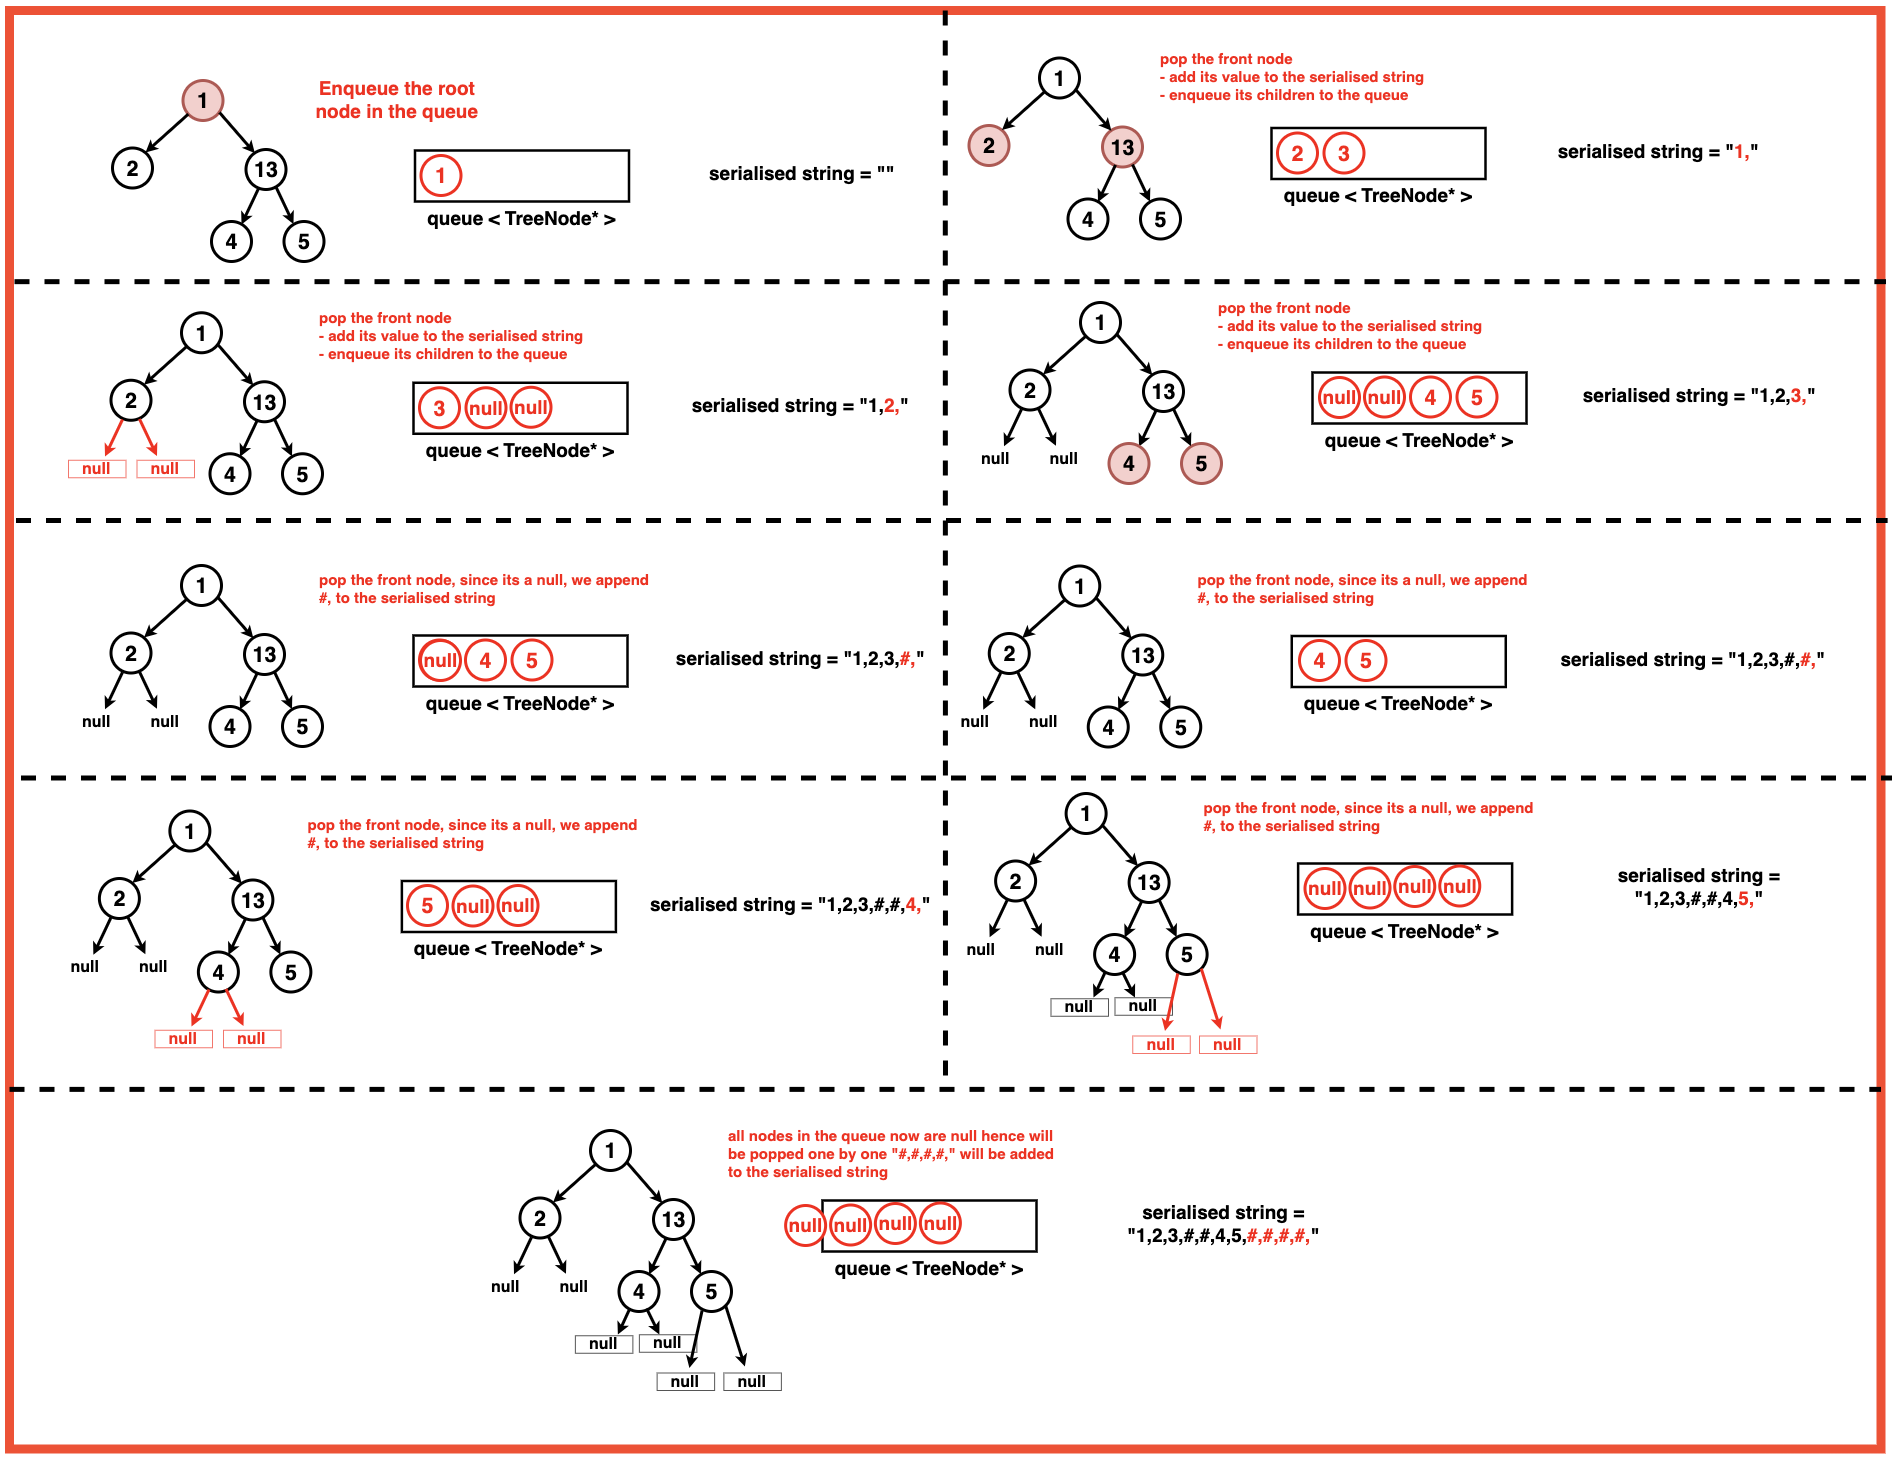 1
Enqueue the root
node in the queue
2
13
4
5
1
queue < TreeNode* >
serialised string = ""
pop the front node
- add its value to the serialised string
- enqueue its children to the queue
1
2
13
4
5
2 3
queue < TreeNode* >
serialised string = "1,"
pop the front node
- add its value to the serialised string
- enqueue its children to the queue
1
2
13
null
null
4
5
3 null null
queue < TreeNode* >
serialised string = "1,2,"
pop the front node
- add its value to the serialised string
- enqueue its children to the queue
1
2
13
null
null
4
5
null null 4 5
queue < TreeNode* >
serialised string = "1,2,3,"
pop the front node, since its a null, we append
#, to the serialised string
1
2
13
null
null
4
5
null 4 5
queue < TreeNode* >
serialised string = "1,2,3,#,"
pop the front node, since its a null, we append
#, to the serialised string
1
2
13
null
null
4
5
4 5
queue < TreeNode* >
serialised string = "1,2,3,#,#,"
pop the front node, since its a null, we append
#, to the serialised string
1
2
13
null
null
4
5
null
null
5 null null
queue < TreeNode* >
serialised string = "1,2,3,#,#,4,"
pop the front node, since its a null, we append
#, to the serialised string
1
2
13
null
null
4
5
null
null
null
null
null null null null
queue < TreeNode* >
serialised string =
"1,2,3,#,#,4,5,"
all nodes in the queue now are null hence will
be popped one by one "#,#,#,#," will be added
to the serialised string
1
2
13
null
null
4
5
null
null
null
null
null null null null
queue < TreeNode* >
serialised string =
"1,2,3,#,#,4,5,#,#,#,#,"